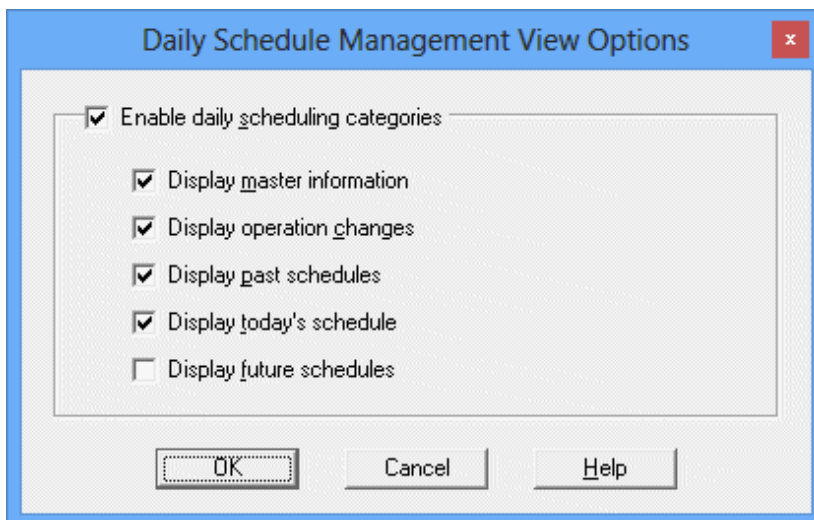 Daily Schedule Management View Options
x
Enable daily scheduling categories
Display master information
Display operation changes
Display past schedules
Display today's schedule
Display future schedules
OK Cancel Help